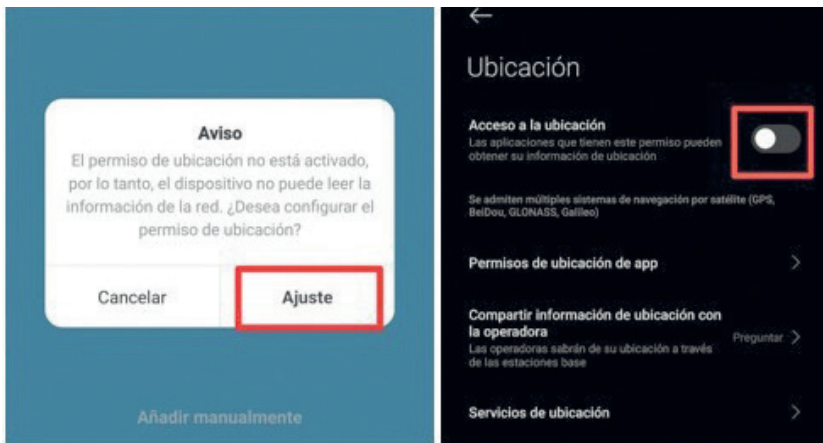 Aviso
El permiso de ubicación no está activado,
por lo tanto, el dispositivo no puede leer la
información de la red. ¿Desea configurar el
permiso de ubicación?
Cancelar
Ajuste
Añadir manualmente
Ubicación
Acceso a la ubicación
Las aplicaciones que tienen este permiso pueden
obtener su información de ubicación
Se admiten múltiples sistemas de navegación por satélite (GPS,
BeiDou, GLONASS, Galileo)
Permisos de ubicación de app
Compartir información de ubicación con
la operadora
Las operadoras sabrán de su ubicación a través
de las estaciones base
Preguntar
Servicios de ubicación